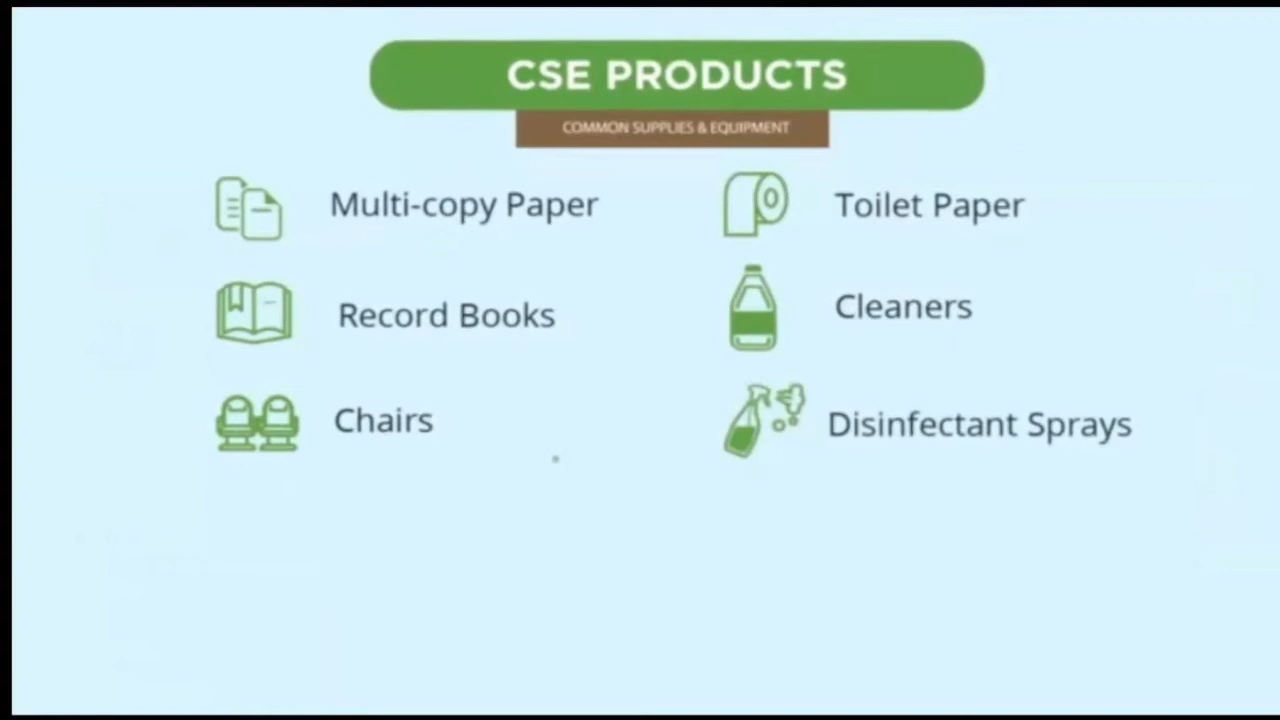 CSE PRODUCTS
COMMON SUPPLIES & EQUIPMENT
Multi-copy Paper
Toilet Paper
Record Books
Cleaners
Chairs
Disinfectant Sprays